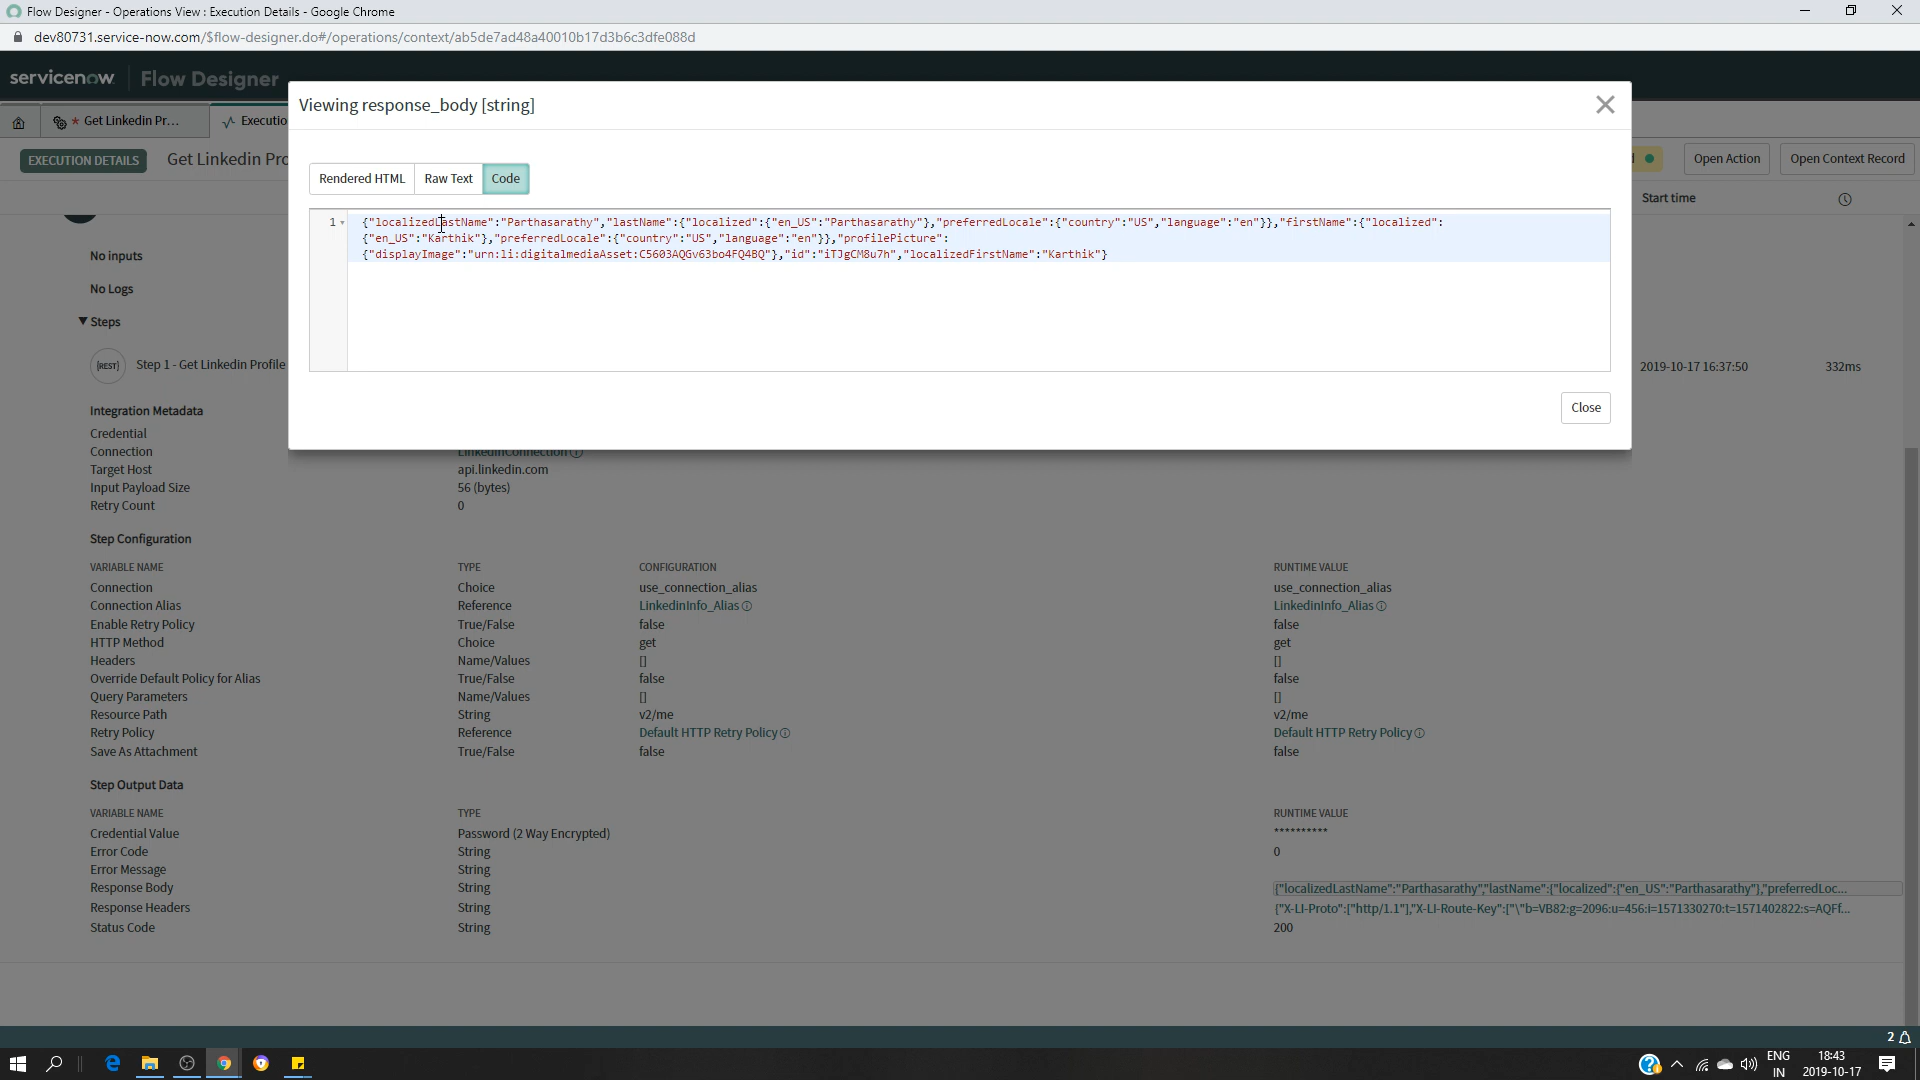 Flow Designer - Operations View : Execution Details - Google Chrome
dev80731.service-now.com/$flow-designer.do#/operations/context/ab5de7ad48a40010b17d3b6c3dfe088d
servicenow Flow Designer
* Get Linkedin Pr... Executio
EXECUTION DETAILS Get Linkedin Pro
Open Action Open Context Record
Start time
Viewing response_body [string]
Rendered HTML Raw Text Code
1 {"localizedLastName":"Parthasarathy","lastName":{"localized":{"en_US":"Parthasarathy"},"preferredLocale":{"country":"US","language":"en"}},"firstName":{"localized":
{"en_US":"Karthik"},"preferredLocale":{"country":"US","language":"en"}},"profilePicture":
{"displayImage":"urn:li:digitalmediaAsset:C5603AQGv63bo4FQ4BQ"},"id":"iTJgCM8u7h","localizedFirstName":"Karthik"}
Close
No inputs
No Logs
Steps
{REST} Step 1 - Get Linkedin Profile 2019-10-17 16:37:50 332ms
Integration Metadata
Credential
Connection LinkedinConnection
Target Host api.linkedin.com
Input Payload Size 56 (bytes)
Retry Count 0
Step Configuration
VARIABLE NAME TYPE CONFIGURATION RUNTIME VALUE
Connection Choice use_connection_alias use_connection_alias
Connection Alias Reference LinkedinInfo_Alias LinkedinInfo_Alias
Enable Retry Policy True/False false false
HTTP Method Choice get get
Headers Name/Values [] []
Override Default Policy for Alias True/False false false
Query Parameters Name/Values [] []
Resource Path String v2/me v2/me
Retry Policy Reference Default HTTP Retry Policy Default HTTP Retry Policy
Save As Attachment True/False false false
Step Output Data
VARIABLE NAME TYPE RUNTIME VALUE
Credential Value Password (2 Way Encrypted) **********
Error Code String 0
Error Message String
Response Body String {"localizedLastName":"Parthasarathy","lastName":{"localized":{"en_US":"Parthasarathy"},"preferredLoc...
Response Headers String {"X-LI-Proto":["http/1.1"],"X-LI-Route-Key":["\"b=VB82:g=2096:u=456:i=1571330270:t=1571402822:s=AQFf...
Status Code String 200
2
ENG 18:43
IN 2019-10-17